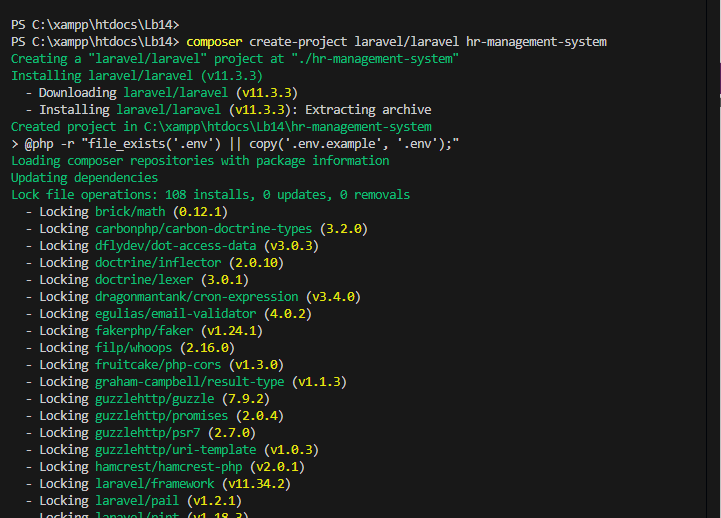 PS C:\xampp\htdocs\Lb14>
PS C:\xampp\htdocs\Lb14> composer create-project laravel/laravel hr-management-system
Creating a "laravel/laravel" project at "./hr-management-system"
Installing laravel/laravel (v11.3.3)
- Downloading laravel/laravel (v11.3.3)
- Installing laravel/laravel (v11.3.3): Extracting archive
Created project in C:\xampp\htdocs\Lb14\hr-management-system
> @php -r "file_exists('.env') || copy('.env.example', '.env');"
Loading composer repositories with package information
Updating dependencies
Lock file operations: 108 installs, 0 updates, 0 removals
- Locking brick/math (0.12.1)
- Locking carbonphp/carbon-doctrine-types (3.2.0)
- Locking dflydev/dot-access-data (v3.0.3)
- Locking doctrine/inflector (2.0.10)
- Locking doctrine/lexer (3.0.1)
- Locking dragonmantank/cron-expression (v3.4.0)
- Locking egulias/email-validator (4.0.2)
- Locking fakerphp/faker (v1.24.1)
- Locking filp/whoops (2.16.0)
- Locking fruitcake/php-cors (v1.3.0)
- Locking graham-campbell/result-type (v1.1.3)
- Locking guzzlehttp/guzzle (7.9.2)
- Locking guzzlehttp/promises (2.0.4)
- Locking guzzlehttp/psr7 (2.7.0)
- Locking guzzlehttp/uri-template (v1.0.3)
- Locking hamcrest/hamcrest-php (v2.0.1)
- Locking laravel/framework (v11.34.2)
- Locking laravel/pail (v1.2.1)
- Locking laravel/pint (v1.18.3)